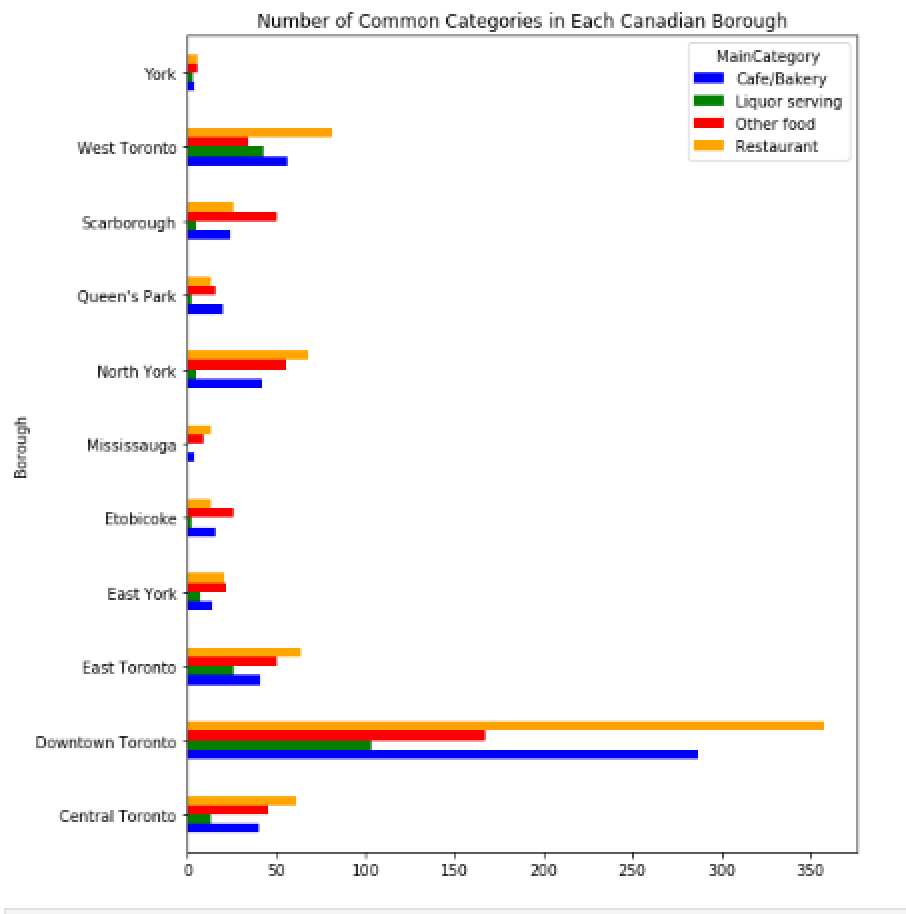 Number of Common Categories in Each Canadian Borough
MainCategory
Cafe/Bakery
Liquor serving
Other food
Restaurant
York
West Toronto
Scarborough
Queen's Park
North York
Mississauga
Etobicoke
East York
East Toronto
Downtown Toronto
Central Toronto
Borough
0 50 100 150 200 250 300 350